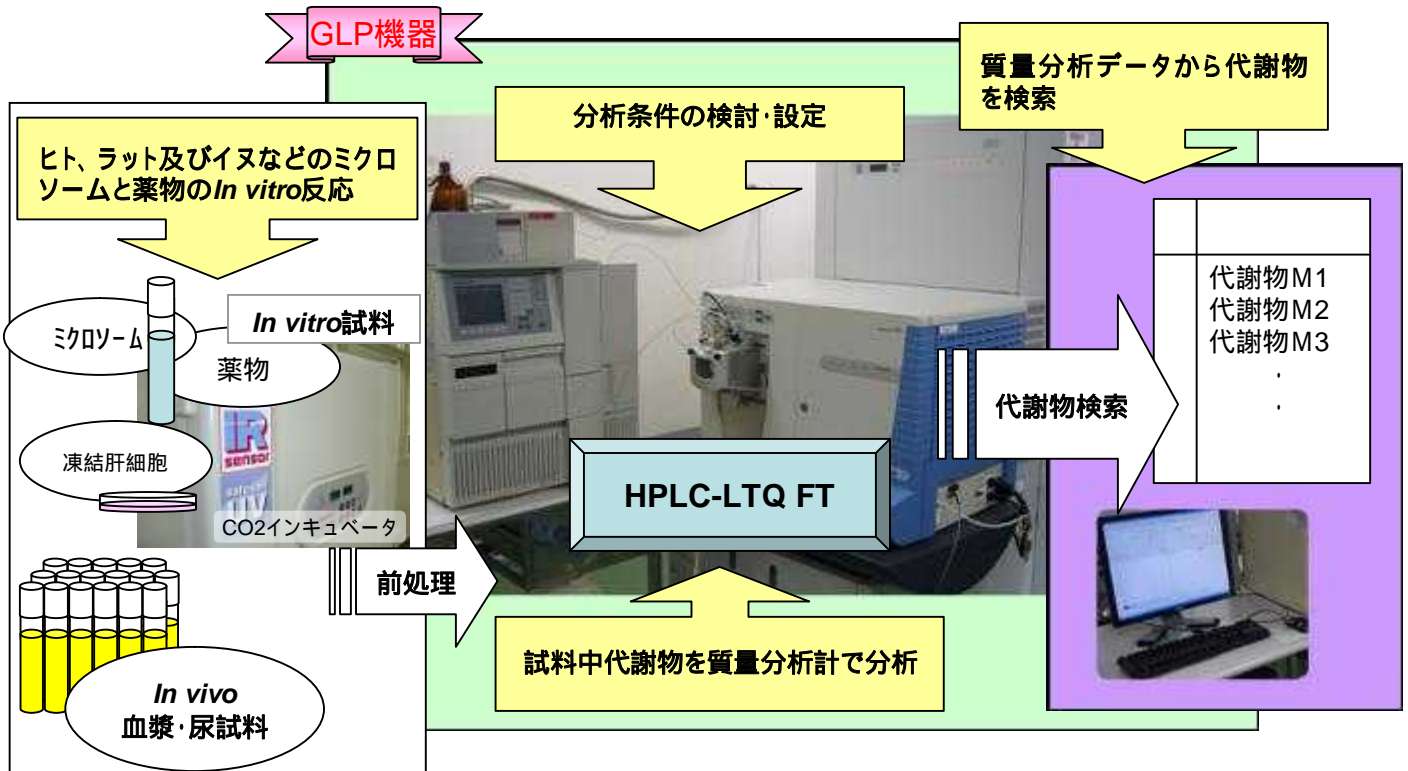 GLP機器
質量分析データから代謝物
を検索
分析条件の検討・設定
ヒト、ラット及びイヌなどのミクロ
ソームと薬物のIn vitro反応
In vitro試料
ミクロソーム
薬物
凍結肝細胞
IR
sensor
UV
CO2インキュベータ
代謝物M1
代謝物M2
代謝物M3
・
・
代謝物検索
HPLC-LTQ FT
前処理
試料中代謝物を質量分析計で分析
In vivo
血漿・尿試料